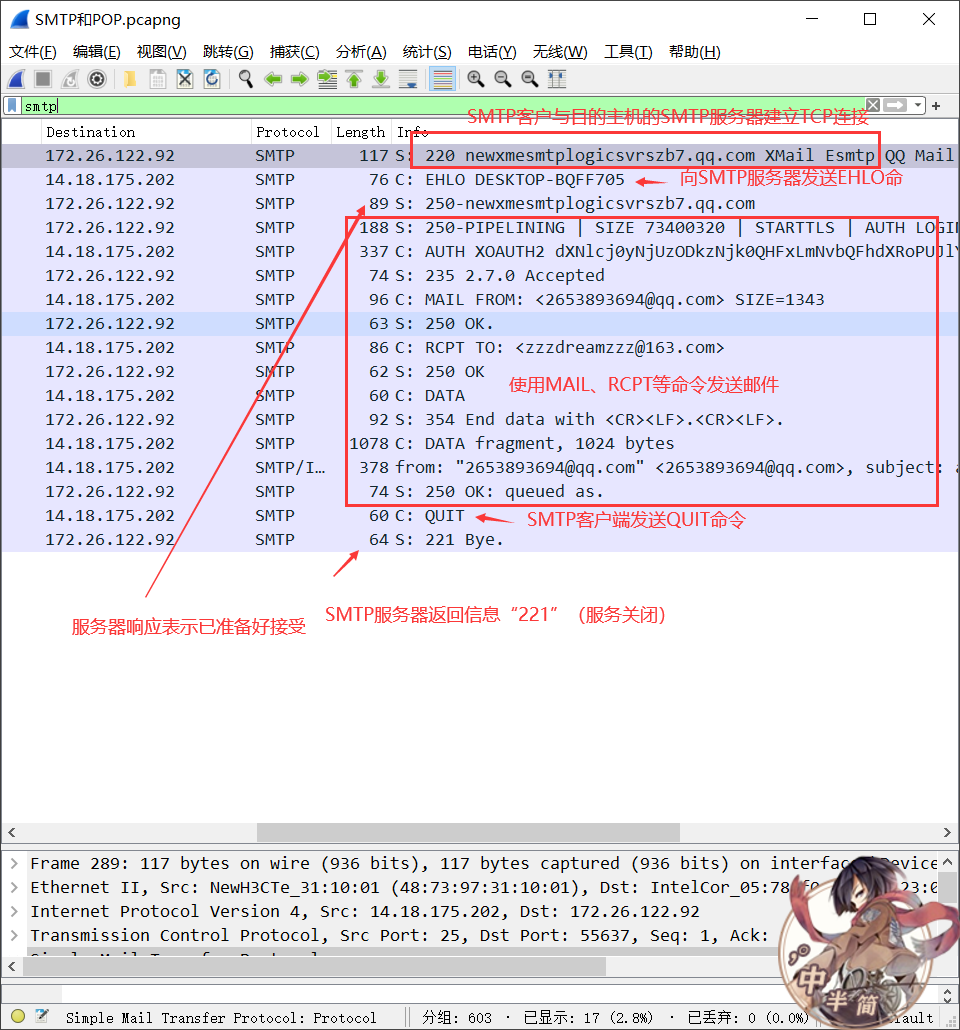 SMTP和POP.pcapng
文件(F) 编辑(E) 视图(V) 跳转(G) 捕获(C) 分析(A) 统计(S) 电话(Y) 无线(W) 工具(T) 帮助(H)
smtp
SMTP客户与目的主机的SMTP服务器建立TCP连接
Destination Protocol Length Info
172.26.122.92 SMTP 117 S: 220 newxmesmtplogicsvrszb7.qq.com XMail Esmtp QQ Mail
14.18.175.202 SMTP 76 C: EHLO DESKTOP-BQFF705 向SMTP服务器发送EHLO命
172.26.122.92 SMTP 89 S: 250-newxmesmtplogicsvrszb7.qq.com
172.26.122.92 SMTP 188 S: 250-PIPELINING | SIZE 73400320 | STARTTLS | AUTH LOGIN
14.18.175.202 SMTP 337 C: AUTH XOAUTH2 dXNlcj0yNjUzODkzNjk0QHFxLmNvbQFhdXRoPUJlY
172.26.122.92 SMTP 74 S: 235 2.7.0 Accepted
14.18.175.202 SMTP 96 C: MAIL FROM: <2653893694@qq.com> SIZE=1343
172.26.122.92 SMTP 63 S: 250 OK.
14.18.175.202 SMTP 86 C: RCPT TO: <zzzdreamzzz@163.com>
172.26.122.92 SMTP 62 S: 250 OK
使用MAIL、RCPT等命令发送邮件
14.18.175.202 SMTP 60 C: DATA
172.26.122.92 SMTP 92 S: 354 End data with <CR><LF>.<CR><LF>.
14.18.175.202 SMTP 1078 C: DATA fragment, 1024 bytes
14.18.175.202 SMTP/I… 378 from: "2653893694@qq.com" <2653893694@qq.com>, subject: a
172.26.122.92 SMTP 74 S: 250 OK: queued as.
14.18.175.202 SMTP 60 C: QUIT SMTP客户端发送QUIT命令
172.26.122.92 SMTP 64 S: 221 Bye.
SMTP服务器返回信息“221”（服务关闭）
服务器响应表示已准备好接受
Frame 289: 117 bytes on wire (936 bits), 117 bytes captured (936 bits) on interface \Device
Ethernet II, Src: NewH3CTe_31:10:01 (48:73:97:31:10:01), Dst: IntelCor_05:78
Internet Protocol Version 4, Src: 14.18.175.202, Dst: 172.26.122.92
Transmission Control Protocol, Src Port: 25, Dst Port: 55637, Seq: 1, Ack:
Simple Mail Transfer Protocol
中半简
Simple Mail Transfer Protocol: Protocol 分组: 603 · 已显示: 17 (2.8%) · 已丢弃: 0 (0.0%)